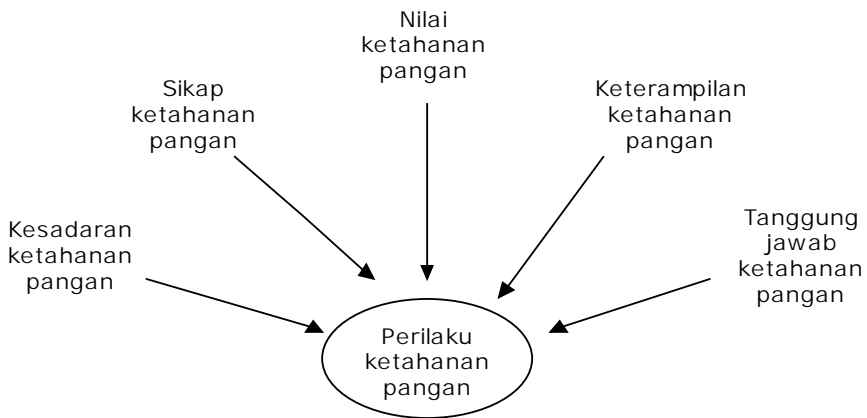 Nilai
ketahanan
pangan
Sikap
ketahanan
pangan
Keterampilan
ketahanan
pangan
Kesadaran
ketahanan
pangan
Tanggung
jawab
ketahanan
pangan
Perilaku
ketahanan
pangan